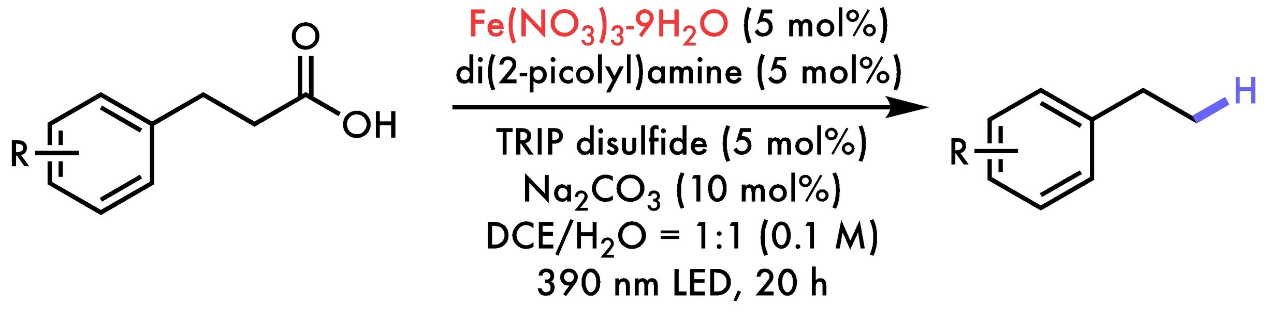 O
OH
R
Fe(NO3)3-9H2O (5 mol%)
di(2-picolyl)amine (5 mol%)
TRIP disulfide (5 mol%)
Na2CO3 (10 mol%)
DCE/H2O = 1:1 (0.1 M)
390 nm LED, 20 h
H
R